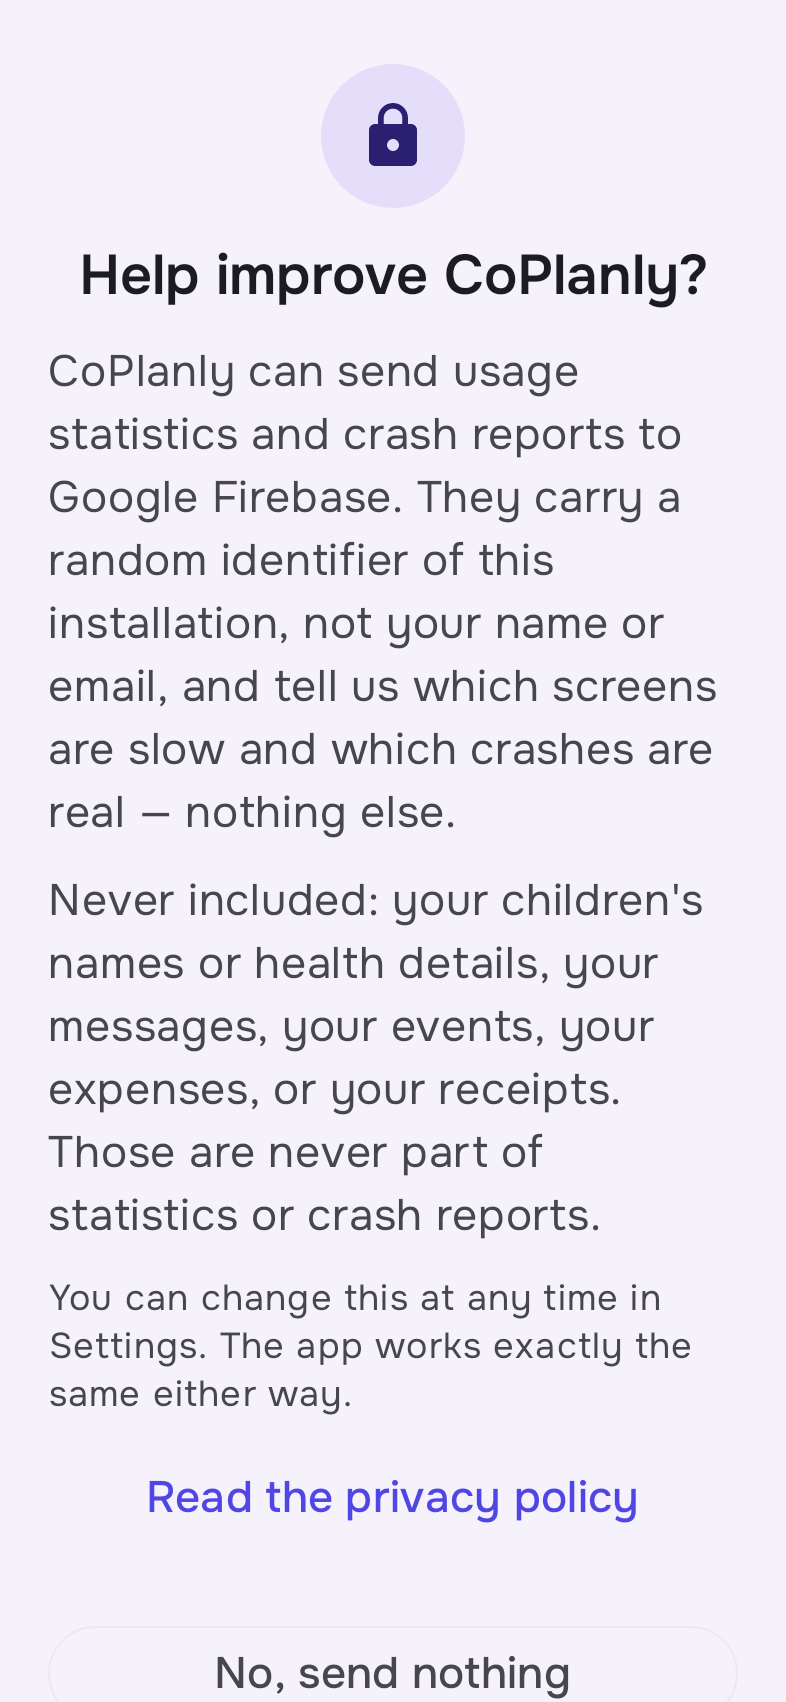 Help improve CoPlanly?
CoPlanly can send usage
statistics and crash reports to
Google Firebase. They carry a
random identifier of this
installation, not your name or
email, and tell us which screens
are slow and which crashes are
real — nothing else.
Never included: your children's
names or health details, your
messages, your events, your
expenses, or your receipts.
Those are never part of
statistics or crash reports.
You can change this at any time in
Settings. The app works exactly the
same either way.
Read the privacy policy
No, send nothing